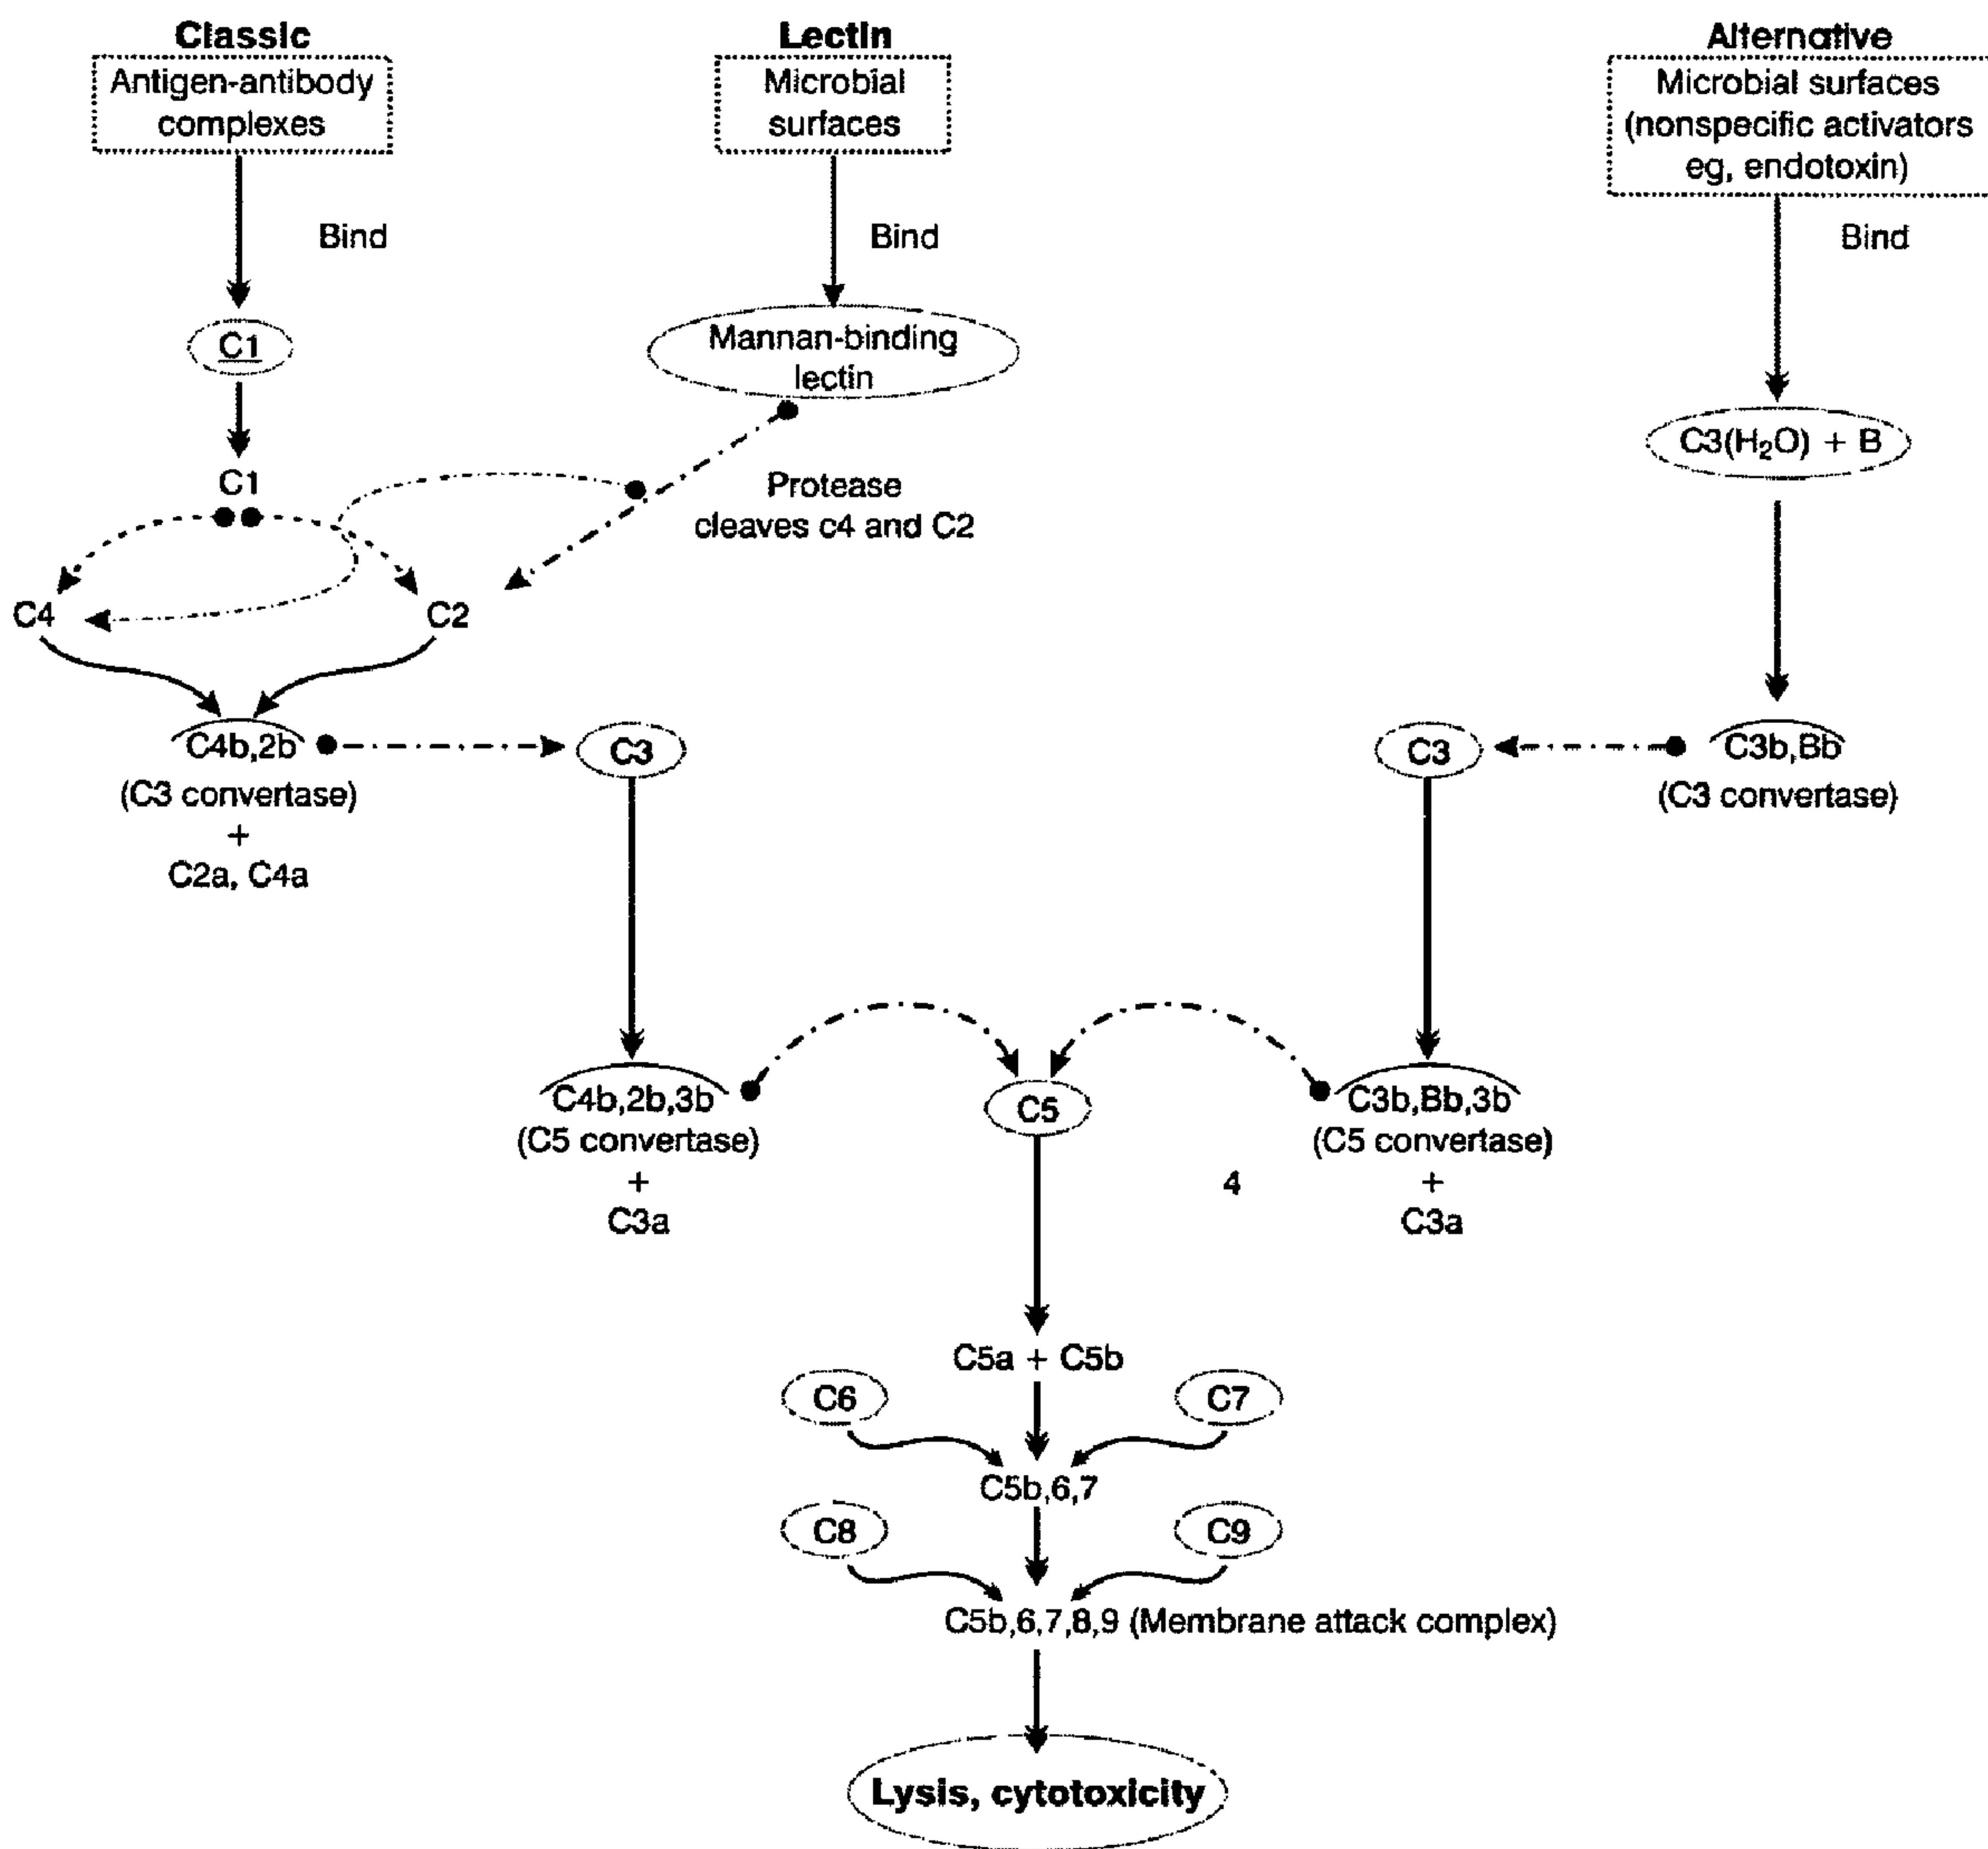 Classic
Antigen-antibody
complexes
Bind
C1
C1
C4
C2
C4b,2b
(C3 convertase)
+
C2a, C4a
Lectin
Microbial
surfaces
Bind
Mannan-binding
lectin
Protease
cleaves c4 and C2
C3
C4b,2b,3b
(C5 convertase)
+
C3a
Alternative
Microbial surfaces
(nonspecific activators
eg, endotoxin)
Bind
C3(H₂O) + B
C3b,Bb
(C3 convertase)
C3
C3b,Bb,3b
(C5 convertase)
+
C3a
4
C5
C5a + C5b
C6
C7
C5b,6,7
C8
C9
C5b,6,7,8,9 (Membrane attack complex)
Lysis, cytotoxicity